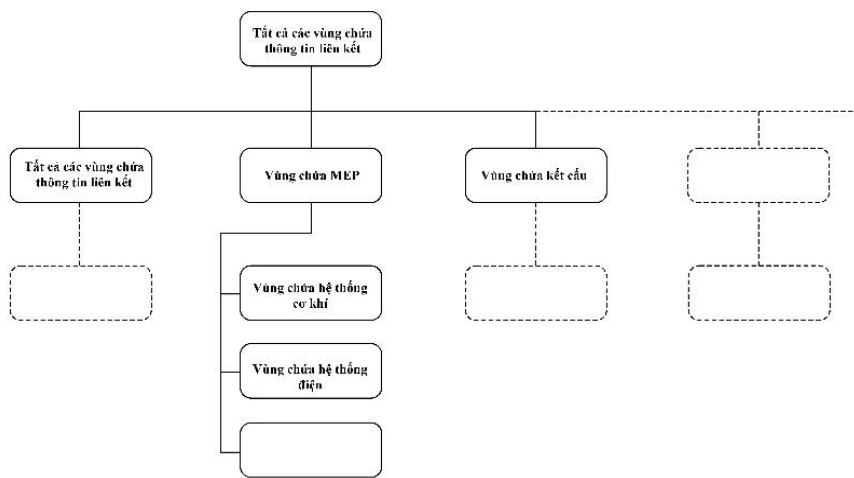 Tất cả các vùng chứa
thông tin liên kết
Tất cả các vùng chứa
thông tin liên kết
Vùng chứa MEP
Vùng chứa kết cấu
Vùng chứa hệ thống
cơ khí
Vùng chứa hệ thống
điện